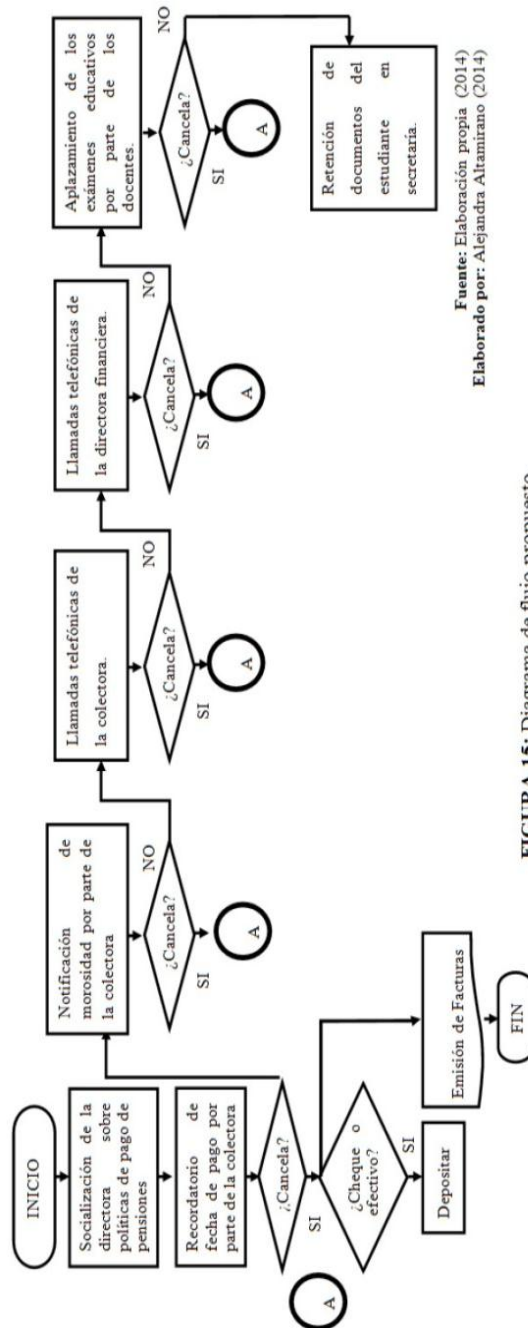 INICIO
Socialización de la
directora sobre
políticas de pago de
pensiones
Recordatorio de
fecha de pago por
parte de la colectora
¿Cancela?
SI
A
¿Cheque o
efectivo?
SI
Depositar
Emisión de Facturas
FIN
Notificación de
morosidad por parte de
la colectora
NO
¿Cancela?
SI
A
Llamadas telefónicas de
la colectora.
NO
¿Cancela?
SI
A
Llamadas telefónicas de
la directora financiera.
NO
¿Cancela?
SI
A
Aplazamiento de los
exámenes educativos
por parte de los
docentes.
NO
¿Cancela?
SI
A
Retención de
documentos del
estudiante en
secretaría.
Fuente: Elaboración propia (2014)
Elaborado por: Alejandra Altamirano (2014)
FIGURA 15: Diagrama de flujo propuesto